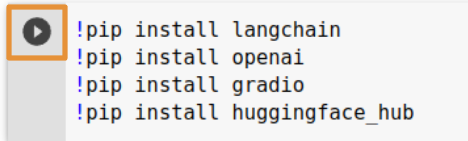 !pip install langchain
!pip install openai
!pip install gradio
!pip install huggingface_hub